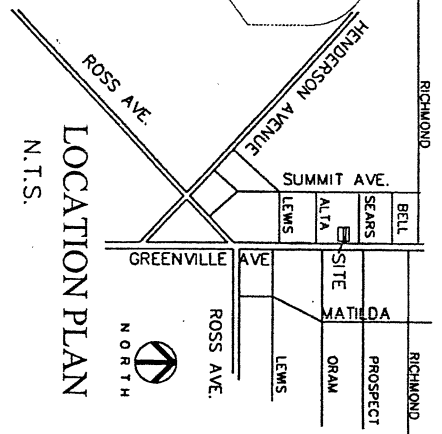 RICHMOND
HENDERSON AVENUE
ROSS AVE.
SUMMIT AVE.
LEWIS
ALTA
SEARS
BELL
SITE
GREENVILLE AVE
MATILDA
ROSS AVE.
LEWIS
ORAM
PROSPECT
RICHMOND
LOCATION PLAN
N.T.S.
NORTH